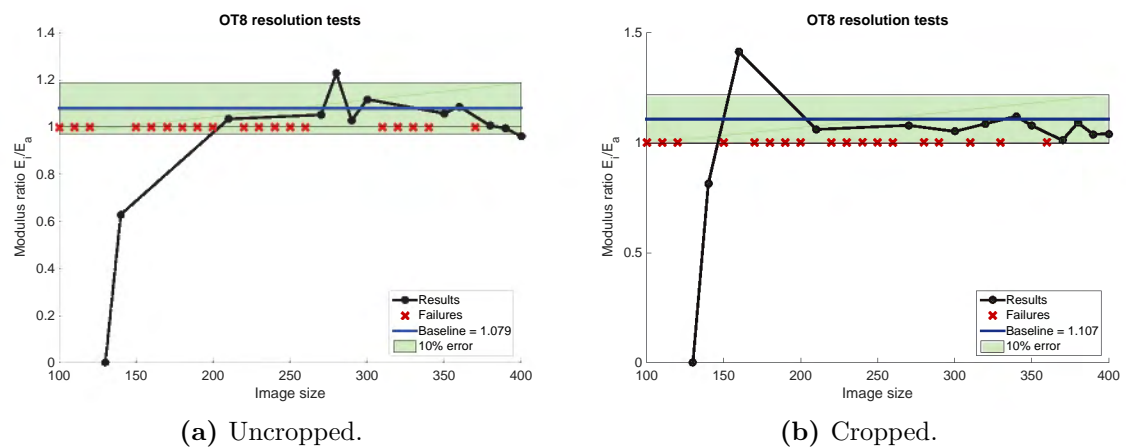 OT8 resolution tests
Modulus ratio E_i/E_a
1.4
1.2
1
0.8
0.6
0.4
0.2
0
100 150 200 250 300 350 400
Image size
Results
Failures
Baseline = 1.079
10% error
(a) Uncropped.
OT8 resolution tests
Modulus ratio E_i/E_a
1.5
1
0.5
0
100 150 200 250 300 350 400
Image size
Results
Failures
Baseline = 1.107
10% error
(b) Cropped.